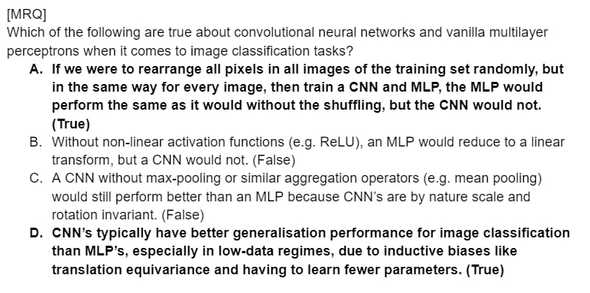 [MRQ]
Which of the following are true about convolutional neural networks and vanilla multilayer
perceptrons when it comes to image classification tasks?
A. If we were to rearrange all pixels in all images of the training set randomly, but
in the same way for every image, then train a CNN and MLP, the MLP would
perform the same as it would without the shuffling, but the CNN would not.
(True)
B. Without non-linear activation functions (e.g. ReLU), an MLP would reduce to a linear
transform, but a CNN would not. (False)
C. A CNN without max-pooling or similar aggregation operators (e.g. mean pooling)
would still perform better than an MLP because CNN's are by nature scale and
rotation invariant. (False)
D. CNN's typically have better generalisation performance for image classification
than MLP's, especially in low-data regimes, due to inductive biases like
translation equivariance and having to learn fewer parameters. (True)